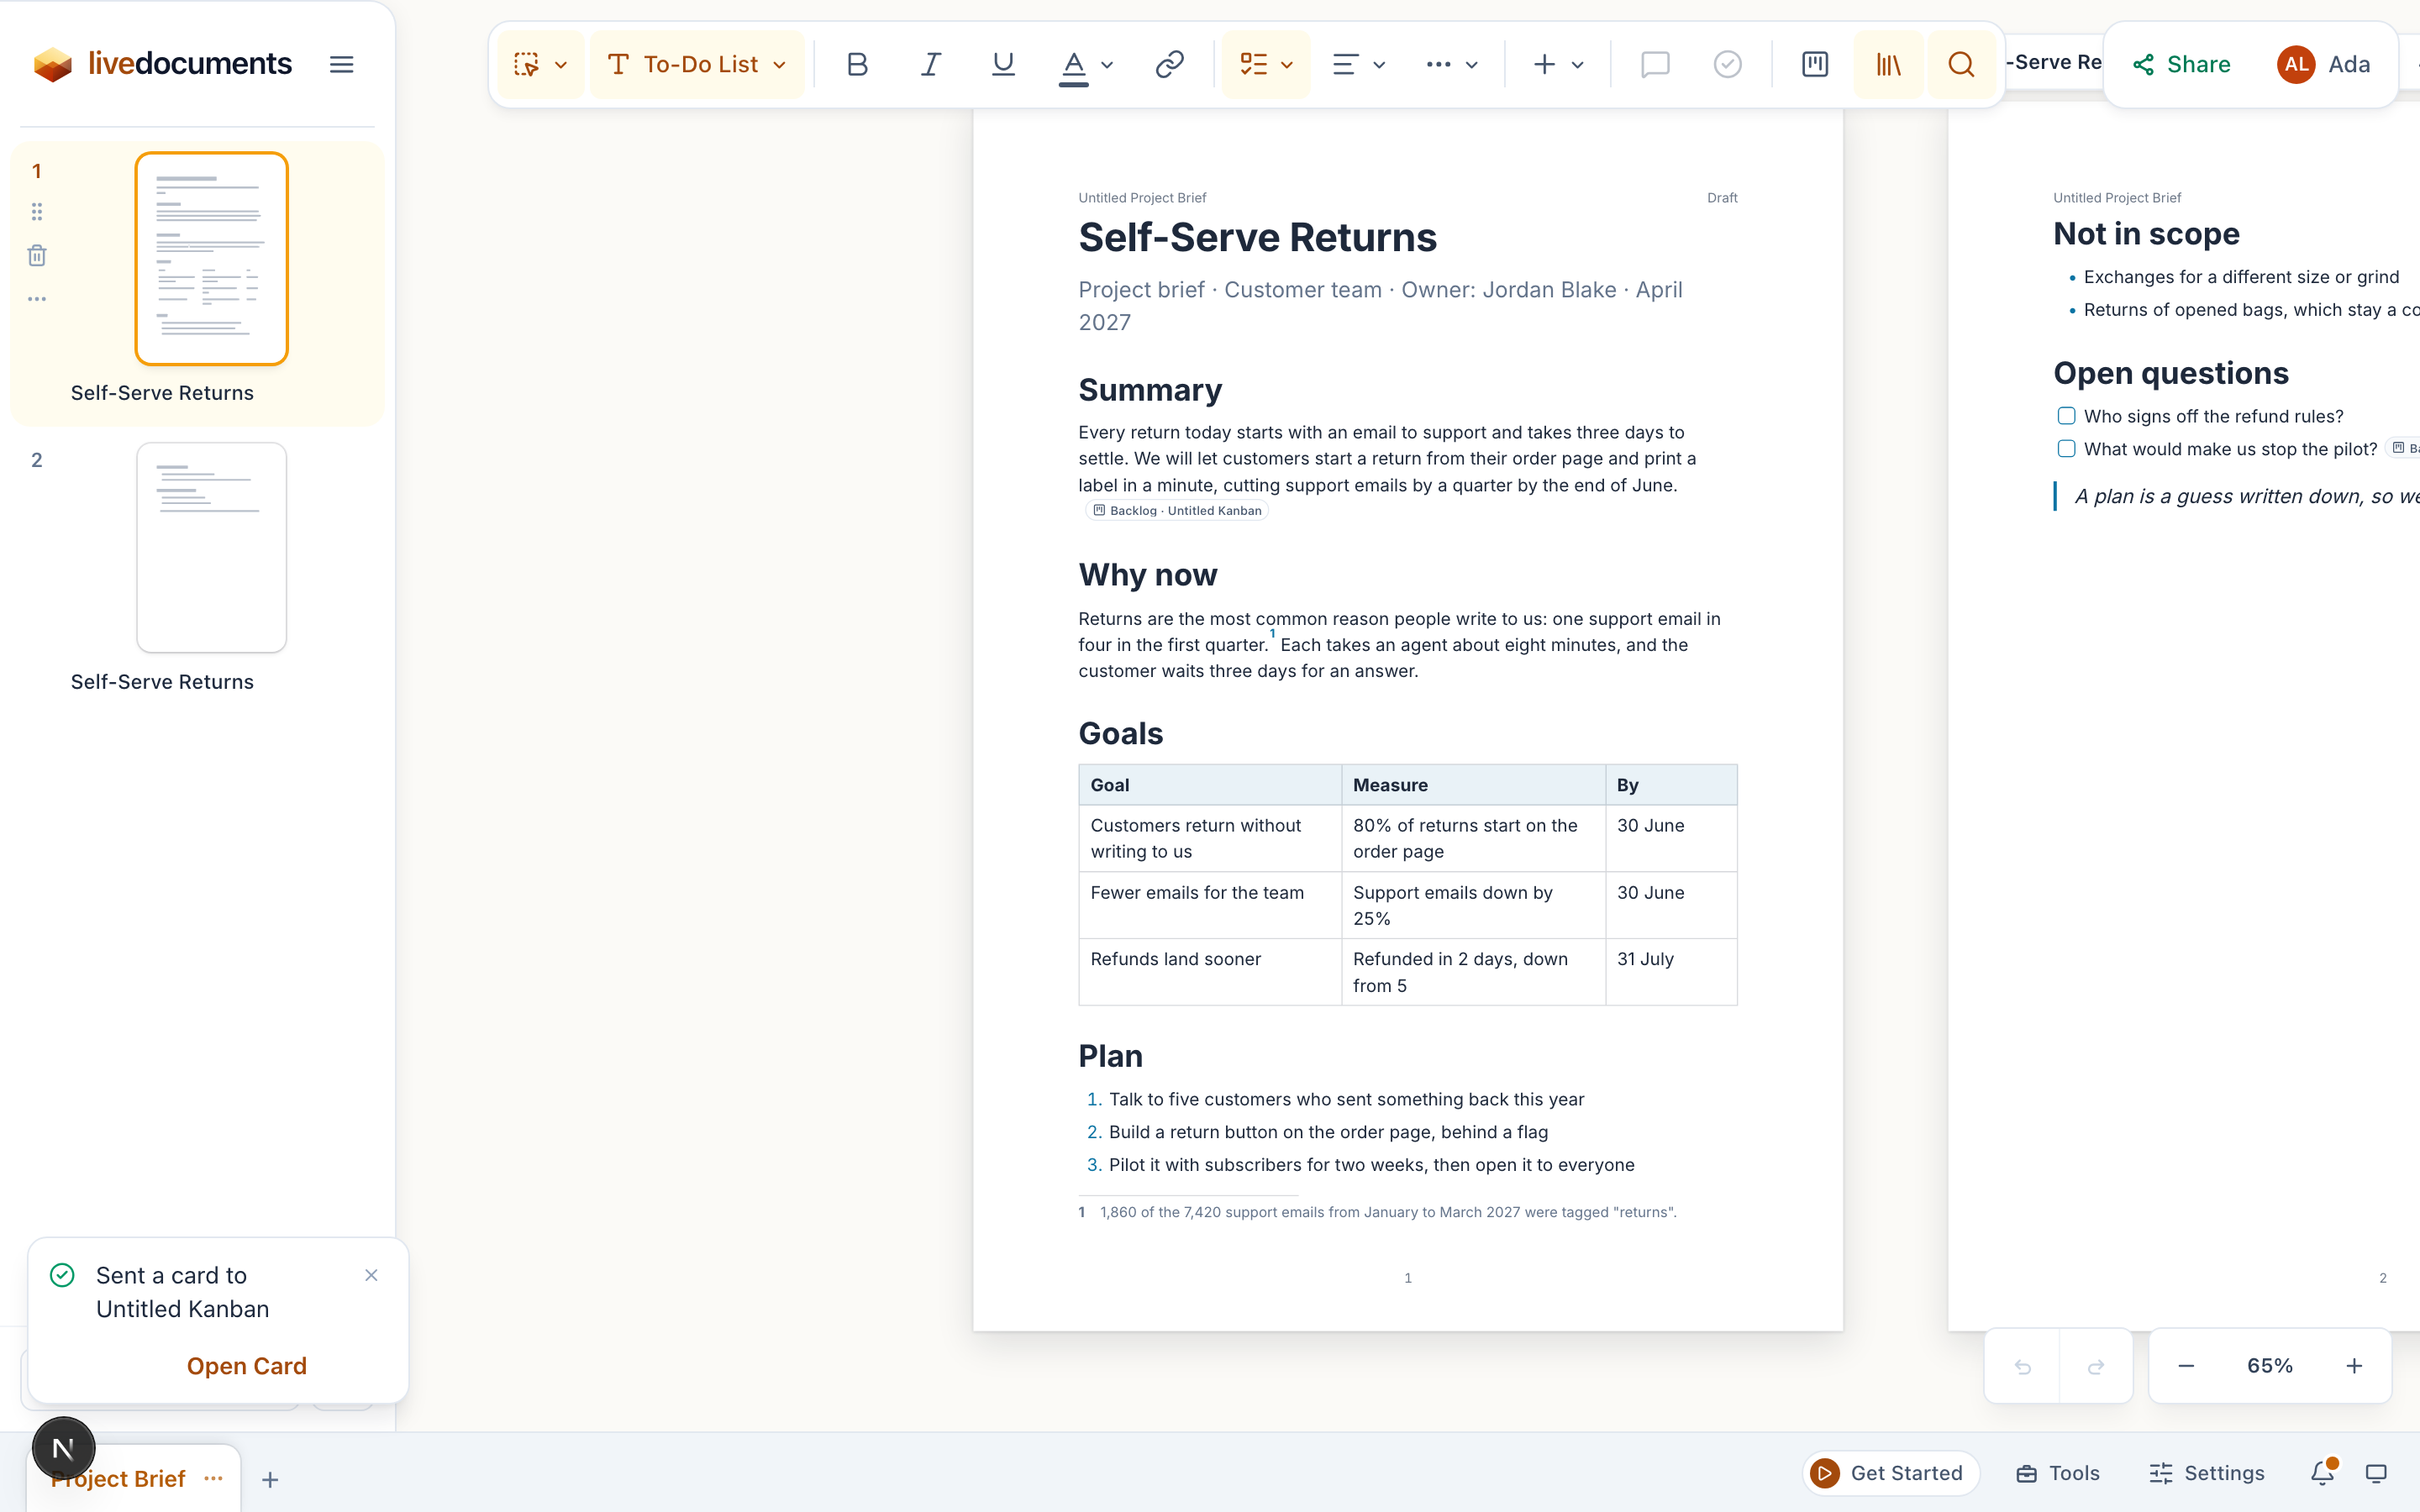 livedocuments
To-Do List
-Serve Re
Share
AL
Ada
1
Self-Serve Returns
2
Self-Serve Returns
Untitled Project Brief
Draft
Self-Serve Returns
Project brief · Customer team · Owner: Jordan Blake · April
2027
Summary
Every return today starts with an email to support and takes three days to
settle. We will let customers start a return from their order page and print a
label in a minute, cutting support emails by a quarter by the end of June.
Backlog · Untitled Kanban
Why now
Returns are the most common reason people write to us: one support email in
four in the first quarter.1 Each takes an agent about eight minutes, and the
customer waits three days for an answer.
Goals
Goal Measure By
Customers return without
writing to us
80% of returns start on the
order page
30 June
Fewer emails for the team
Support emails down by
25%
30 June
Refunds land sooner
Refunded in 2 days, down
from 5
31 July
Plan
1. Talk to five customers who sent something back this year
2. Build a return button on the order page, behind a flag
3. Pilot it with subscribers for two weeks, then open it to everyone
1 1,860 of the 7,420 support emails from January to March 2027 were tagged "returns".
1
Untitled Project Brief
Not in scope
• Exchanges for a different size or grind
• Returns of opened bags, which stay a co
Open questions
Who signs off the refund rules?
What would make us stop the pilot?
Ba
A plan is a guess written down, so we
2
Sent a card to
Untitled Kanban
Open Card
65%
N
Project Brief
Get Started
Tools
Settings